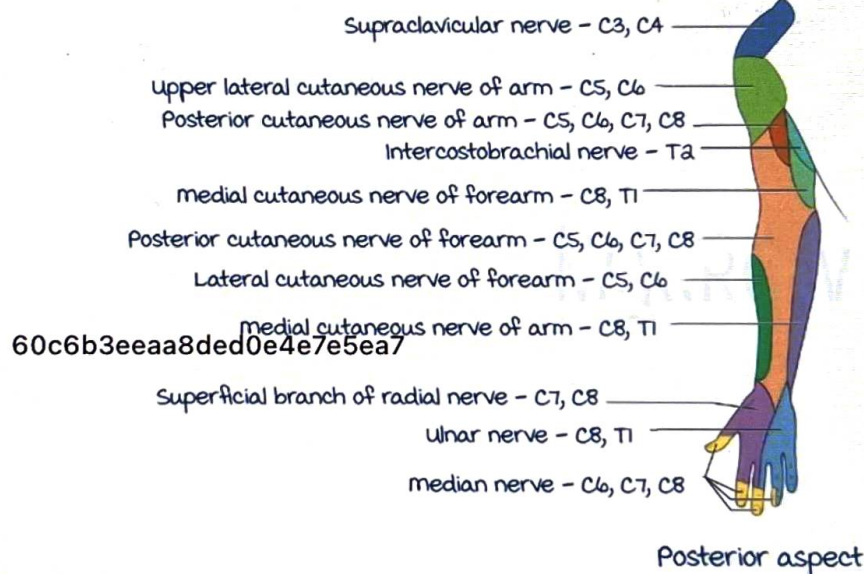 Supraclavicular nerve - C3, C4
upper lateral cutaneous nerve of arm - C5, C6
Posterior cutaneous nerve of arm - C5, C6, C7, C8
Intercostobrachial nerve - T2
medial cutaneous nerve of forearm - C8, T1
Posterior cutaneous nerve of forearm - C5, C6, C7, C8
Lateral cutaneous nerve of forearm - C5, C6
medial cutaneous nerve of arm - C8, T1
60c6b3eeaa8ded0e4e7e5ea7
Superficial branch of radial nerve - C7, C8
ulnar nerve - C8, T1
median nerve - C6, C7, C8
Posterior aspect